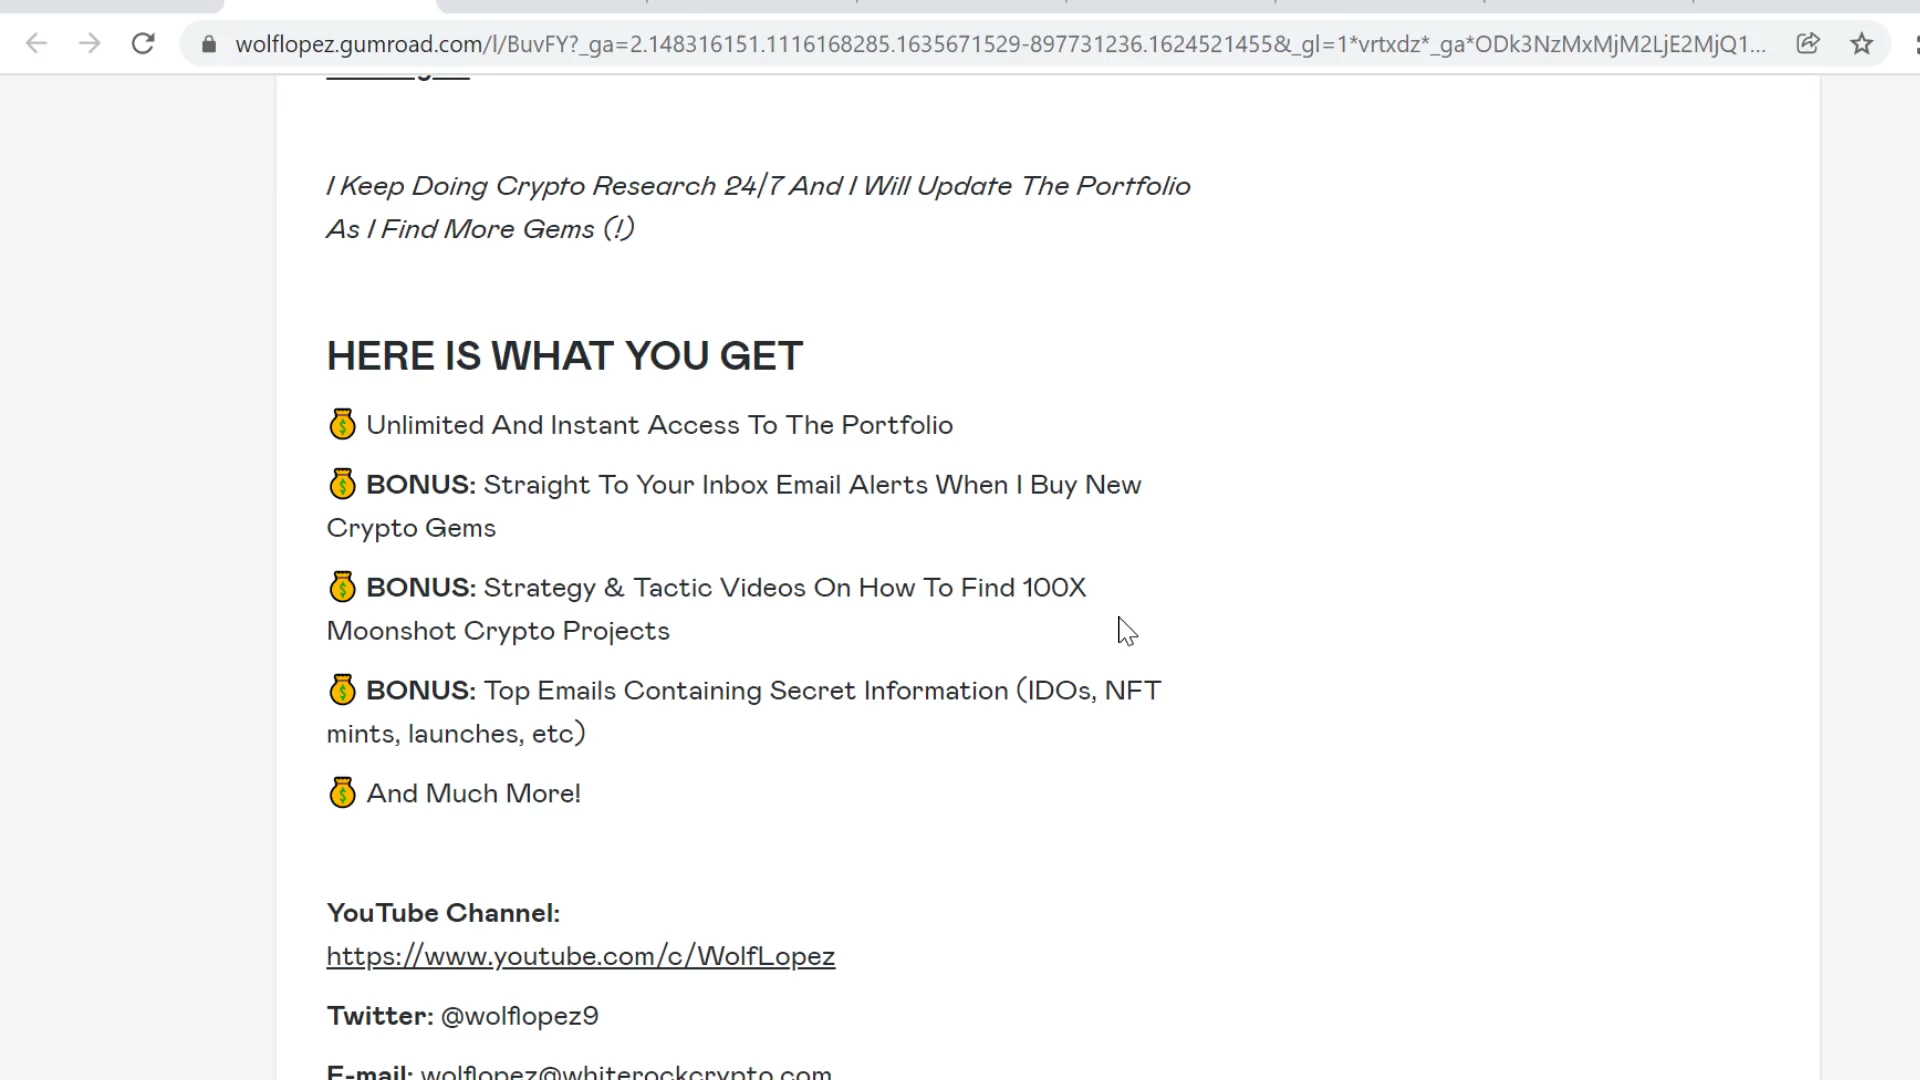 wolflopez.gumroad.com/l/BuvFY?_ga=2.148316151.1116168285.1635671529-897731236.1624521455&_gl=1*vrtxdz*_ga*ODk3NzMxMjM2LjE2MjQ1...
I Keep Doing Crypto Research 24/7 And I Will Update The Portfolio
As I Find More Gems (!)
HERE IS WHAT YOU GET
Unlimited And Instant Access To The Portfolio
BONUS: Straight To Your Inbox Email Alerts When I Buy New
Crypto Gems
BONUS: Strategy & Tactic Videos On How To Find 100X
Moonshot Crypto Projects
BONUS: Top Emails Containing Secret Information (IDOs, NFT
mints, launches, etc)
And Much More!
YouTube Channel:
https://www.youtube.com/c/WolfLopez
Twitter: @wolflopez9
E-mail: wolflopez@whiterockcrypto.com